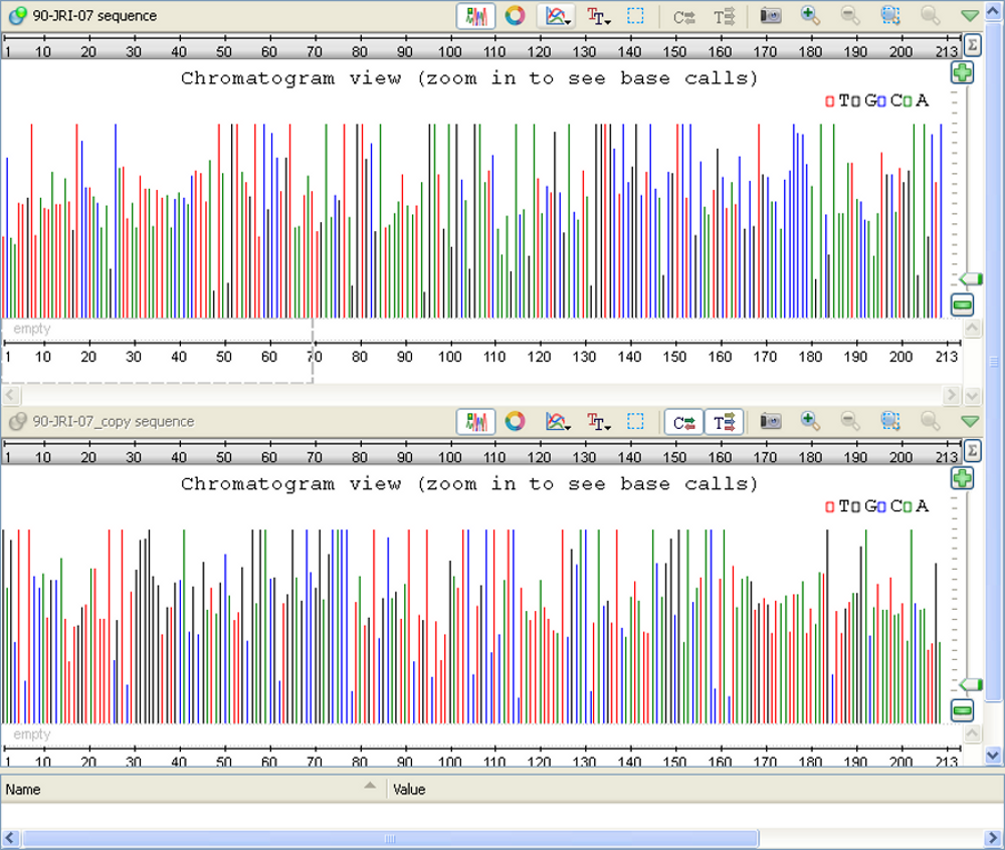 90-JRI-07 sequence
1 10 20 30 40 50 60 70 80 90 100 110 120 130 140 150 160 170 180 190 200 213 Σ
Chromatogram view (zoom in to see base calls)
T G C A
empty
1 10 20 30 40 50 60 70 80 90 100 110 120 130 140 150 160 170 180 190 200 213
90-JRI-07_copy sequence
1 10 20 30 40 50 60 70 80 90 100 110 120 130 140 150 160 170 180 190 200 213 Σ
Chromatogram view (zoom in to see base calls)
T G C A
empty
1 10 20 30 40 50 60 70 80 90 100 110 120 130 140 150 160 170 180 190 200 213
Name Value